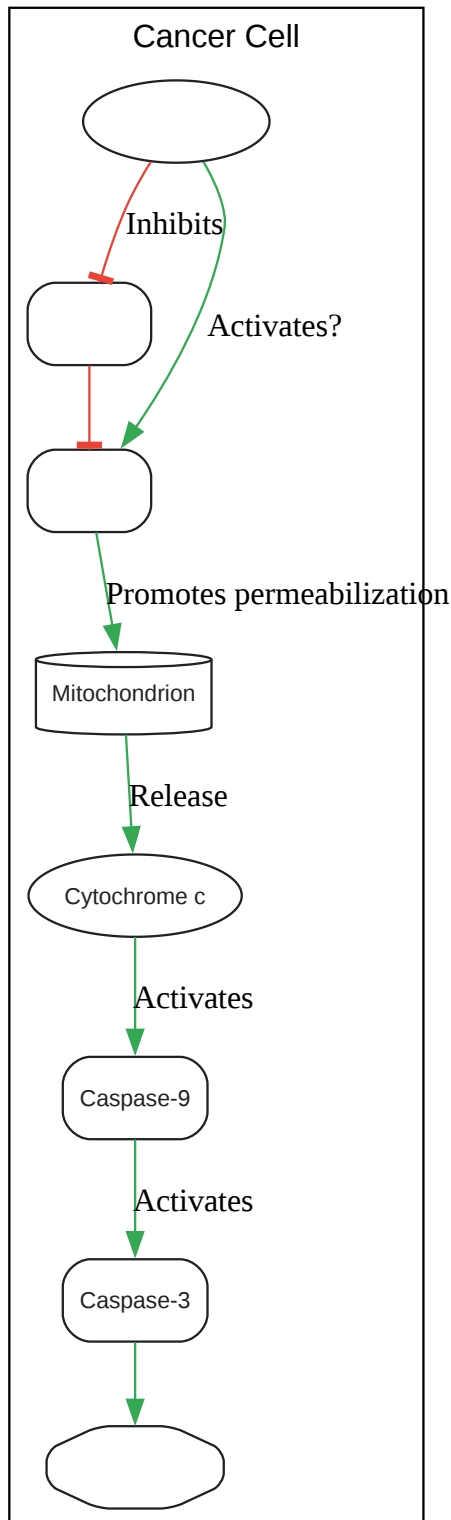 Cancer Cell
Inhibits
Activates?
Promotes permeabilization
Mitochondrion
Release
Cytochrome c
Activates
Caspase-9
Activates
Caspase-3